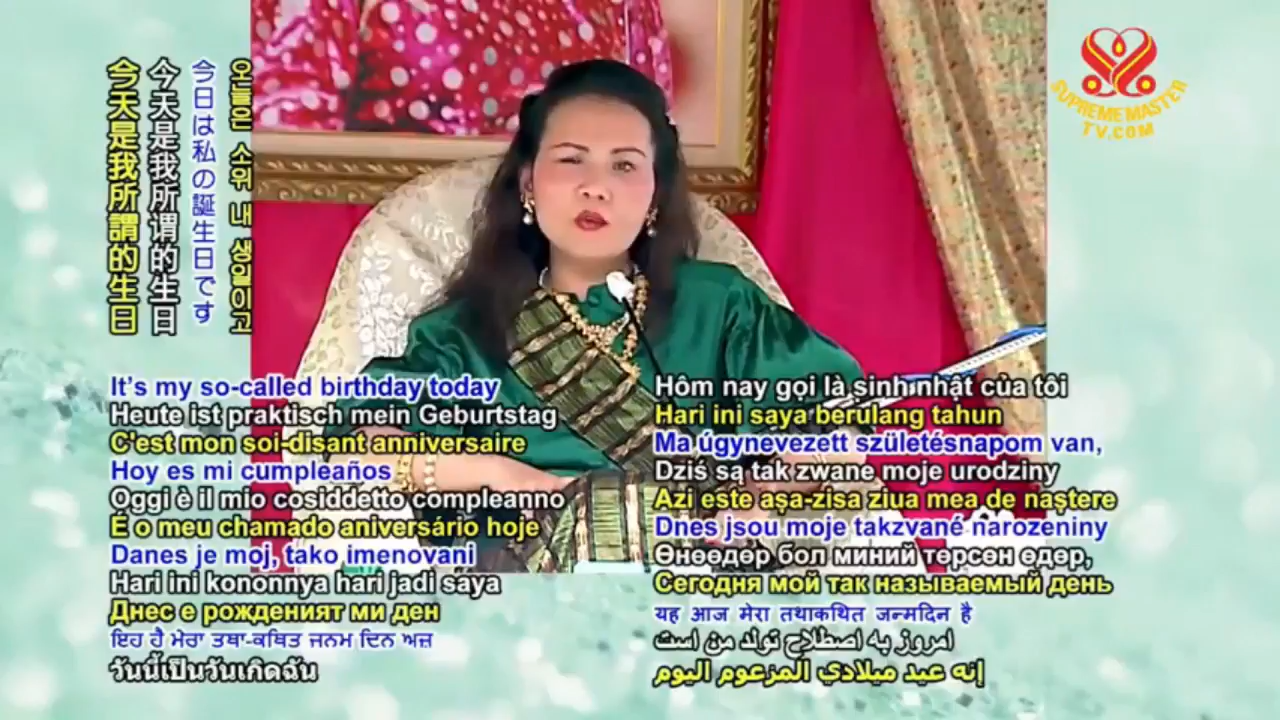 SUPREME MASTER
TV.COM
今天是我所謂的生日
今天是我所谓的生日
今日は私の誕生日です
오늘은 소위 내 생일이고
It's my so-called birthday today
Heute ist praktisch mein Geburtstag
C'est mon soi-disant anniversaire
Hoy es mi cumpleaños
Oggi è il mio cosiddetto compleanno
É o meu chamado aniversário hoje
Danes je moj, tako imenovani
Hari ini kononnya hari jadi saya
Днес е рожденият ми ден
ਇਹ ਹੈ ਮੇਰਾ ਤਥਾ-ਕਥਿਤ ਜਨਮ ਦਿਨ ਅਜ਼
วันนี้เป็นวันเกิดฉัน
Hôm nay gọi là sinh nhật của tôi
Hari ini saya berulang tahun
Ma úgynevezett születésnapom van,
Dziś są tak zwane moje urodziny
Azi este așa-zisa ziua mea de naștere
Dnes jsou moje takzvané narozeniny
Өнөөдөр бол миний төрсөн өдөр,
Сегодня мой так называемый день
यह आज मेरा तथाकथित जन्मदिन है
امروز به اصطلاح تولد من است
إنه عيد ميلادي المزعوم اليوم